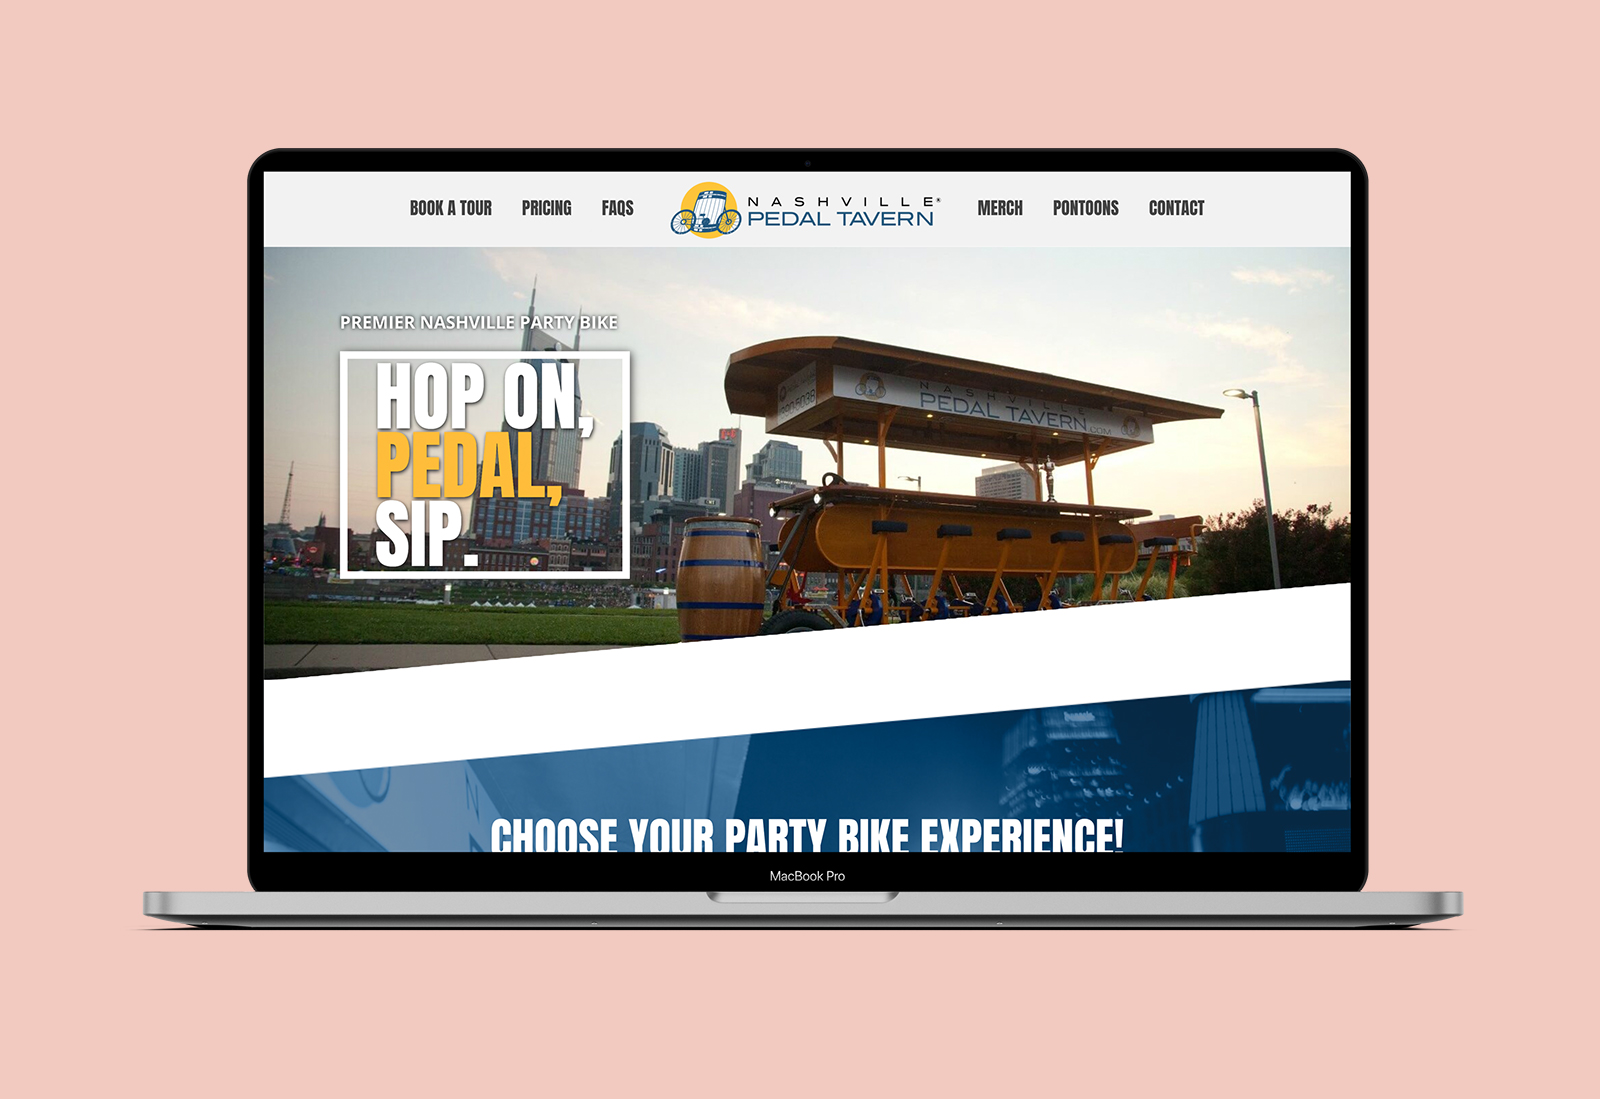 BOOK A TOUR PRICING FAQS
NASHVILLE®
PEDAL TAVERN
MERCH PONTOONS CONTACT
PREMIER NASHVILLE PARTY BIKE
HOP ON,
PEDAL,
SIP.
NASHVILLE
PEDAL TAVERN.COM
CHOOSE YOUR PARTY BIKE EXPERIENCE!
MacBook Pro